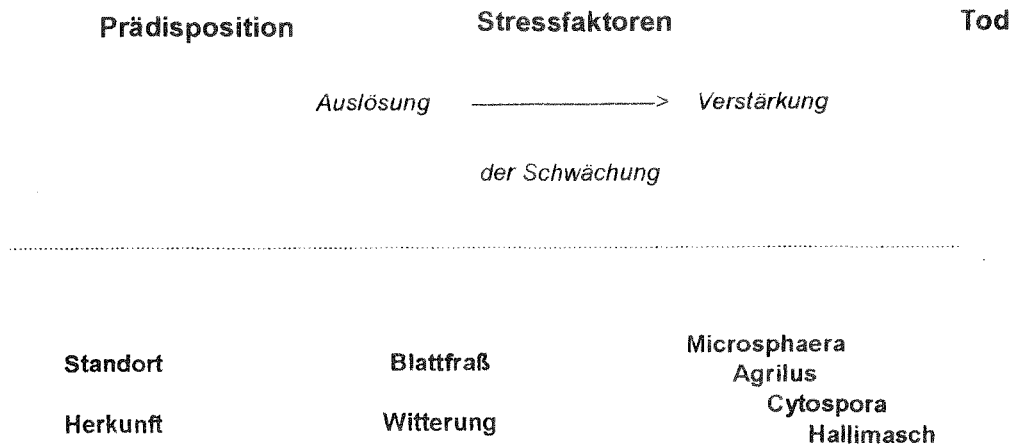 Prädisposition Stressfaktoren Tod
Auslösung ————> Verstärkung
der Schwächung
Standort Blattfraß Microsphaera
Agrilus
Cytospora
Herkunft Witterung Hallimasch